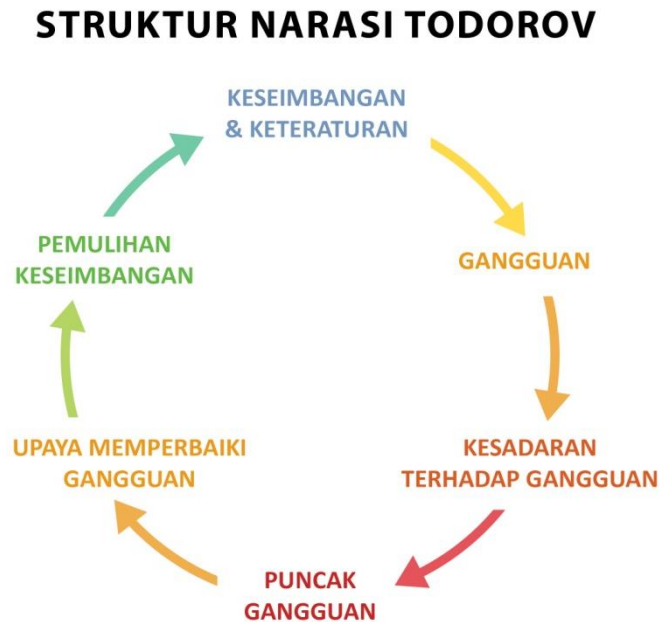 STRUKTUR NARASI TODOROV
KESEIMBANGAN
& KETERATURAN
GANGGUAN
KESADARAN
TERHADAP GANGGUAN
PUNCAK
GANGGUAN
UPAYA MEMPERBAIKI
GANGGUAN
PEMULIHAN
KESEIMBANGAN